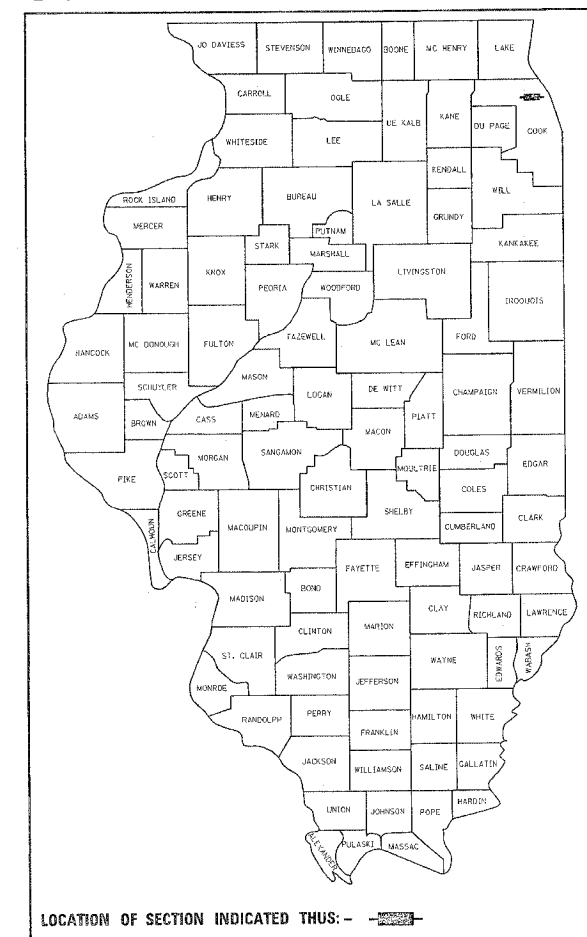 JO DAVIESS STEVENSON WINNEBAGO BOONE MC HENRY LAKE
CARROLL OGLE DE KALB KANE DU PAGE COOK
WHITESIDE LEE KENDALL WILL
ROCK ISLAND HENRY BUREAU LA SALLE GRUNDY
MERCER PUTNAM KANKAKEE
HENDERSON WARREN KNOX STARK MARSHALL LIVINGSTON
PEORIA WOODFORD IROQUOIS
HANCOCK MC DONOUGH FULTON TAZEWELL MC LEAN FORD
SCHUYLER MASON LOGAN DE WITT CHAMPAIGN VERMILION
ADAMS BROWN CASS MENARD MACON PIATT
PIKE SCOTT MORGAN SANGAMON MOULTRIE DOUGLAS EDGAR
CHRISTIAN COLES
CALHOUN GREENE MACOUPIN MONTGOMERY SHELBY CUMBERLAND CLARK
JERSEY FAYETTE EFFINGHAM JASPER CRAWFORD
MADISON BOND CLAY RICHLAND LAWRENCE
CLINTON MARION
ST. CLAIR WAYNE EDWARDS WABASH
MONROE WASHINGTON JEFFERSON
RANDOLPH PERRY HAMILTON WHITE
FRANKLIN
JACKSON WILLIAMSON SALINE GALLATIN
UNION JOHNSON POPE HARDIN
ALEXANDER PULASKI MASSAC
LOCATION OF SECTION INDICATED THUS: -